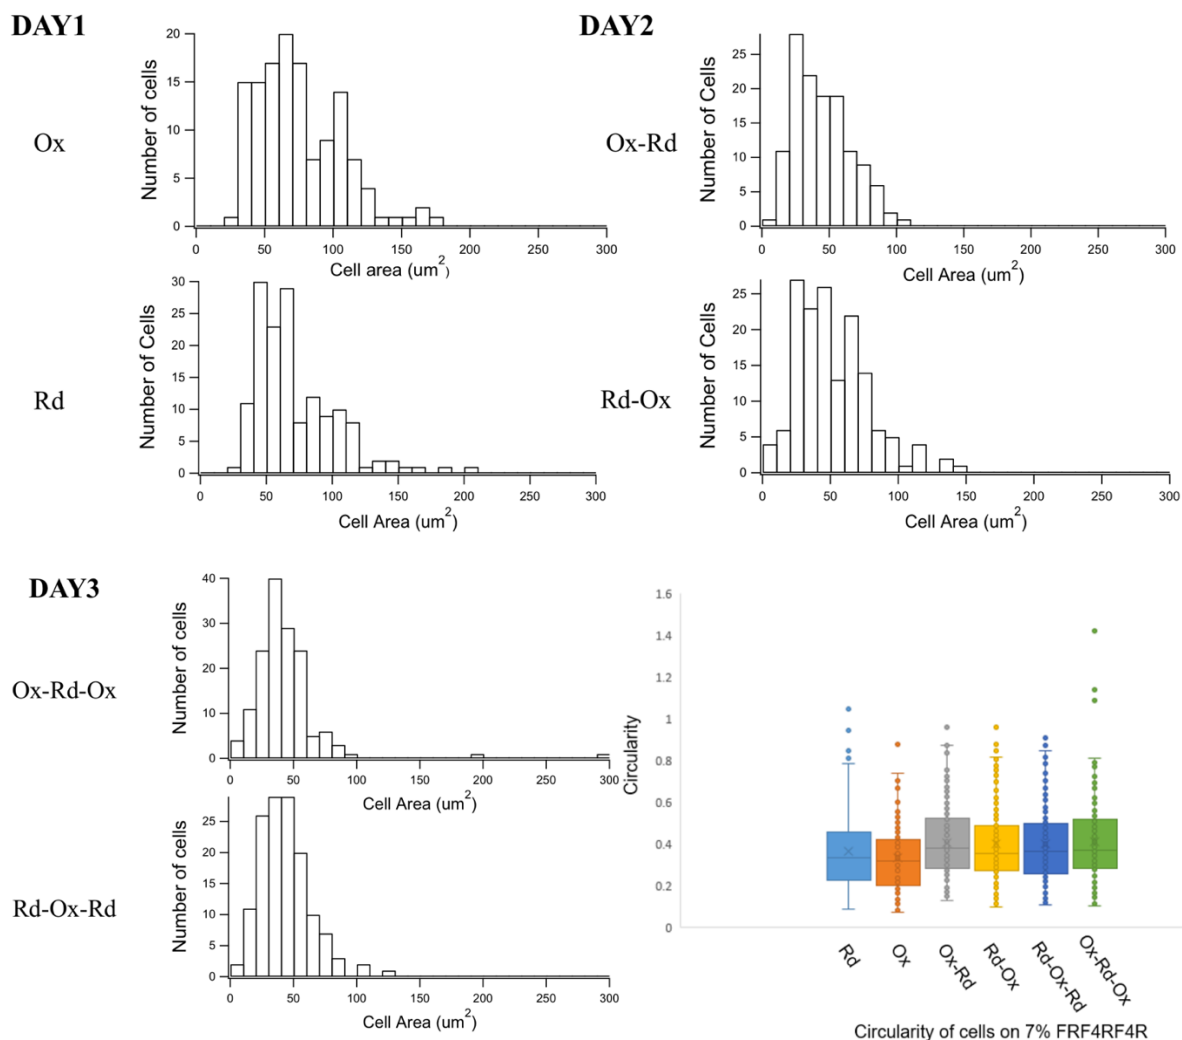 DAY1
Ox
Number of cells
20
15
10
5
0
0 50 100 150 200 250 300
Cell area (um2)
Rd
Number of Cells
30
25
20
15
10
5
0
0 50 100 150 200 250 300
Cell Area (um2)
DAY2
Ox-Rd
Number of Cells
25
20
15
10
5
0
0 50 100 150 200 250 300
Cell Area (um2)
Rd-Ox
Number of Cells
25
20
15
10
5
0
0 50 100 150 200 250 300
Cell Area (um2)
DAY3
Ox-Rd-Ox
Number of cells
40
30
20
10
0
0 50 100 150 200 250 300
Cell Area (um2)
Rd-Ox-Rd
Number of cells
25
20
15
10
5
0
0 50 100 150 200 250 300
Cell Area (um2)
Circularity
1.6
1.4
1.2
1
0.8
0.6
0.4
0.2
0
Rd
Ox
Ox-Rd
Rd-Ox
Rd-Ox-Rd
Ox-Rd-Ox
Circularity of cells on 7% FRF4RF4R